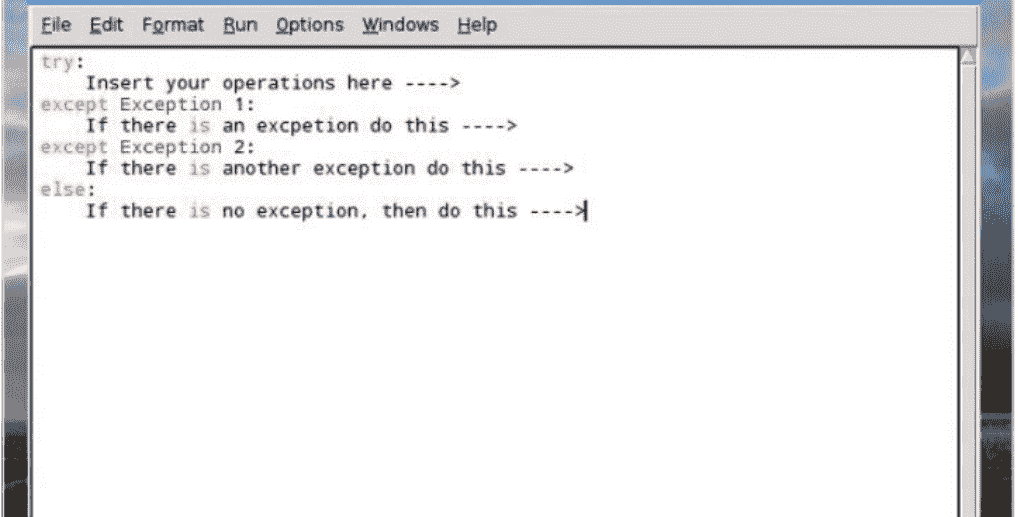 File Edit Format Run Options Windows Help
try:
    Insert your operations here ---->
except Exception 1:
    If there is an excpetion do this ---->
except Exception 2:
    If there is another exception do this ---->
else:
    If there is no exception, then do this ---->